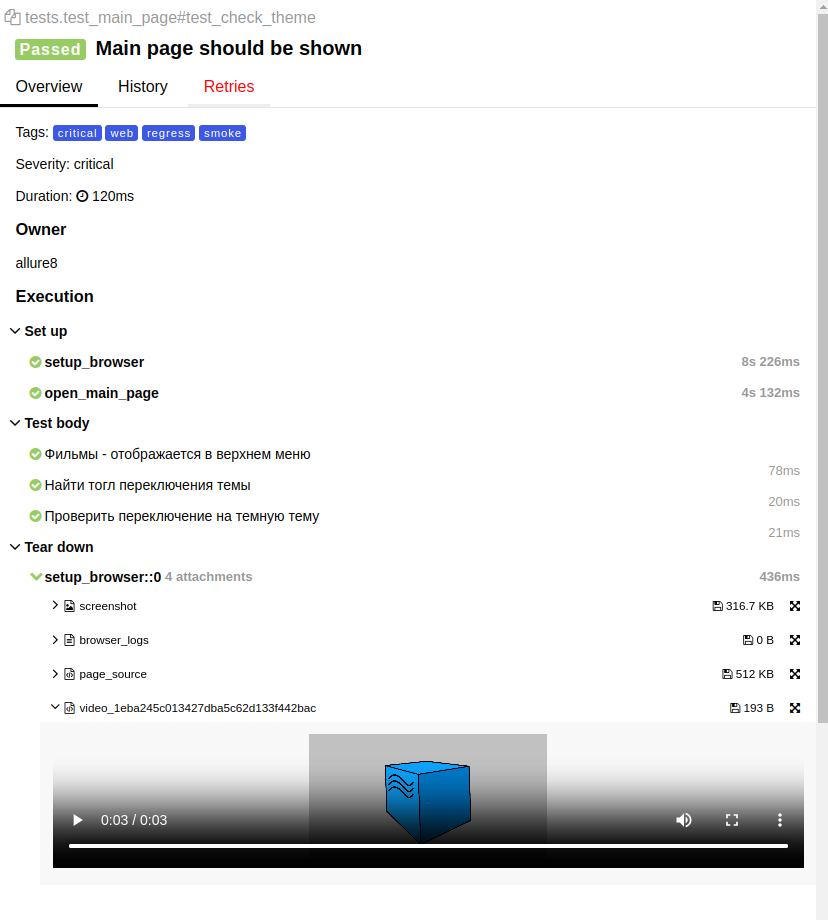 tests.test_main_page#test_check_theme
Passed Main page should be shown
Overview History Retries
Tags: critical web regress smoke
Severity: critical
Duration: 120ms
Owner
allure8
Execution
Set up
setup_browser 8s 226ms
open_main_page 4s 132ms
Test body
Фильмы - отображается в верхнем меню
78ms
Найти тогл переключения темы
20ms
Проверить переключение на темную тему
21ms
Tear down
setup_browser::0 4 attachments 436ms
screenshot 316.7 KB
browser_logs 0 B
page_source 512 KB
video_1eba245c013427dba5c62d133f442bac 193 B
0:03 / 0:03